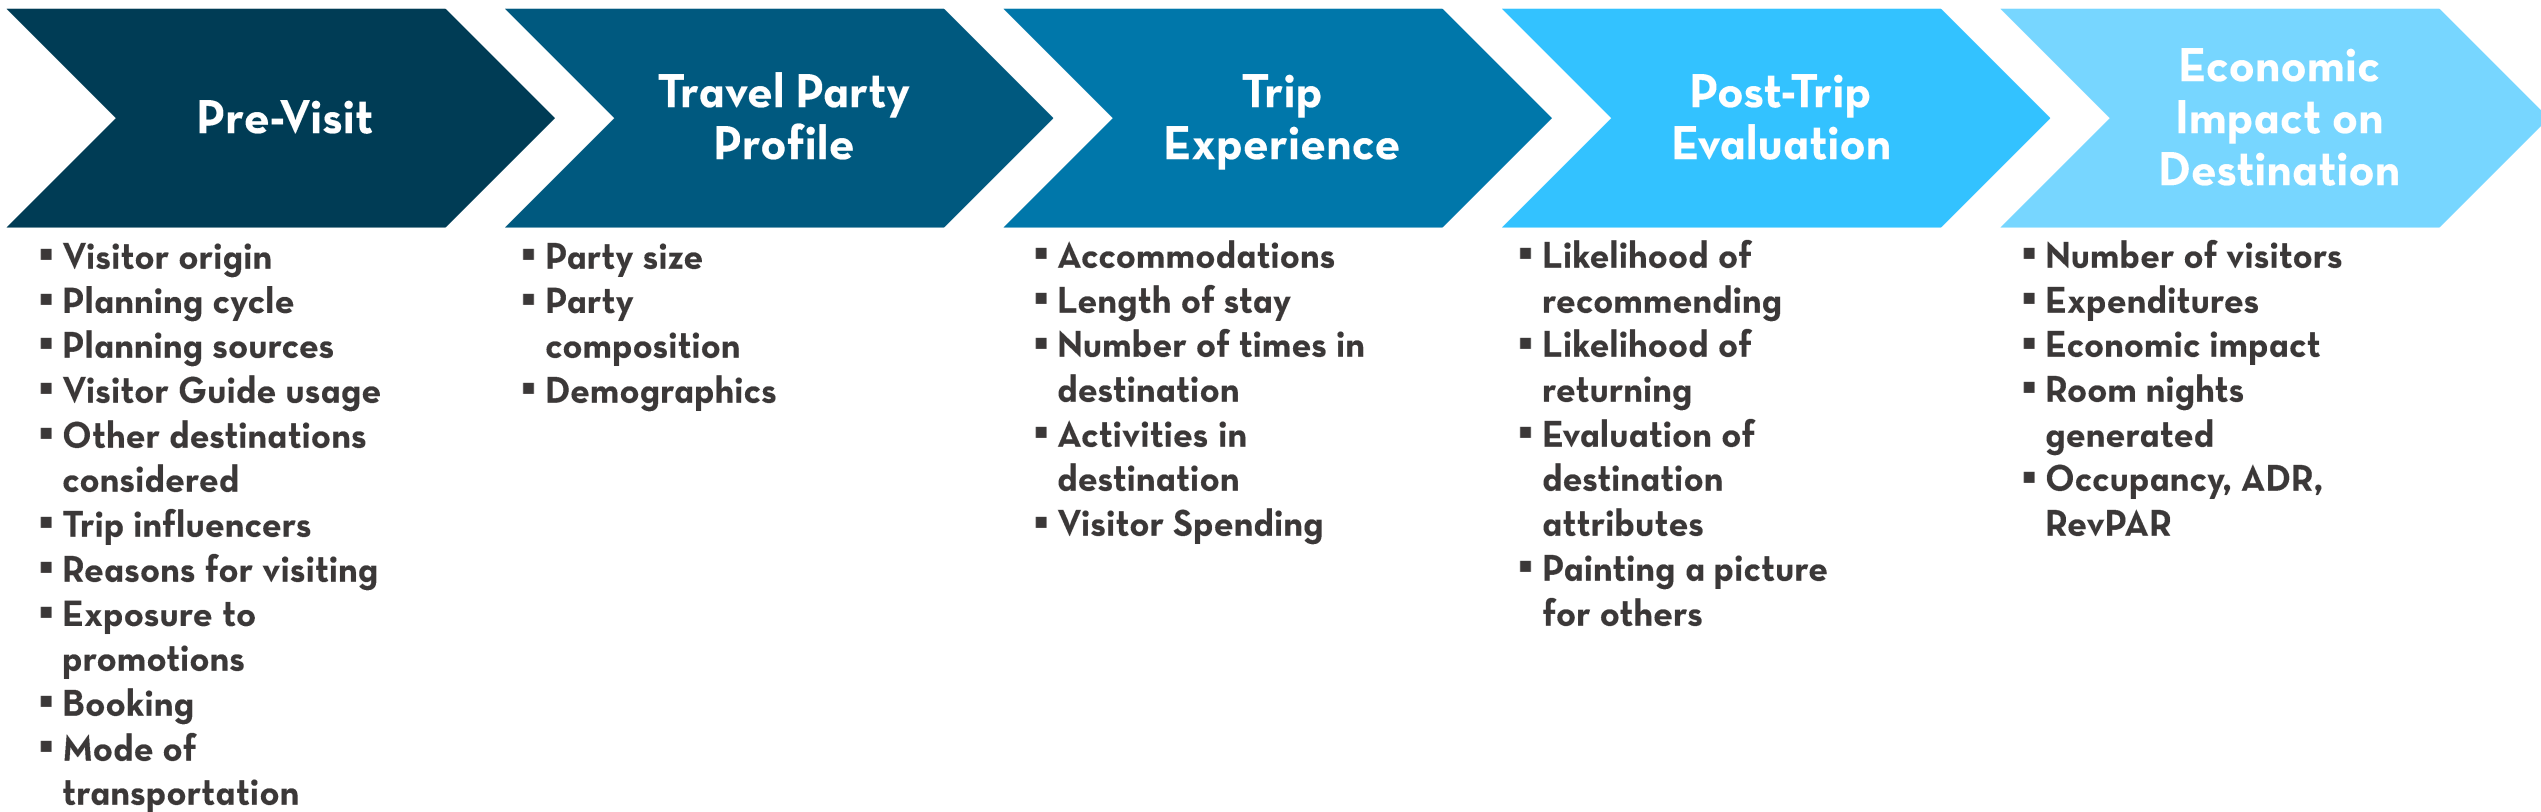 Pre-Visit
▪ Visitor origin
▪ Planning cycle
▪ Planning sources
▪ Visitor Guide usage
▪ Other destinations
considered
▪ Trip influencers
▪ Reasons for visiting
▪ Exposure to
promotions
▪ Booking
▪ Mode of
transportation
Travel Party
Profile
▪ Party size
▪ Party
composition
▪ Demographics
Trip
Experience
▪ Accommodations
▪ Length of stay
▪ Number of times in
destination
▪ Activities in
destination
▪ Visitor Spending
Post-Trip
Evaluation
▪ Likelihood of
recommending
▪ Likelihood of
returning
▪ Evaluation of
destination
attributes
▪ Painting a picture
for others
Economic
Impact on
Destination
▪ Number of visitors
▪ Expenditures
▪ Economic impact
▪ Room nights
generated
▪ Occupancy, ADR,
RevPAR